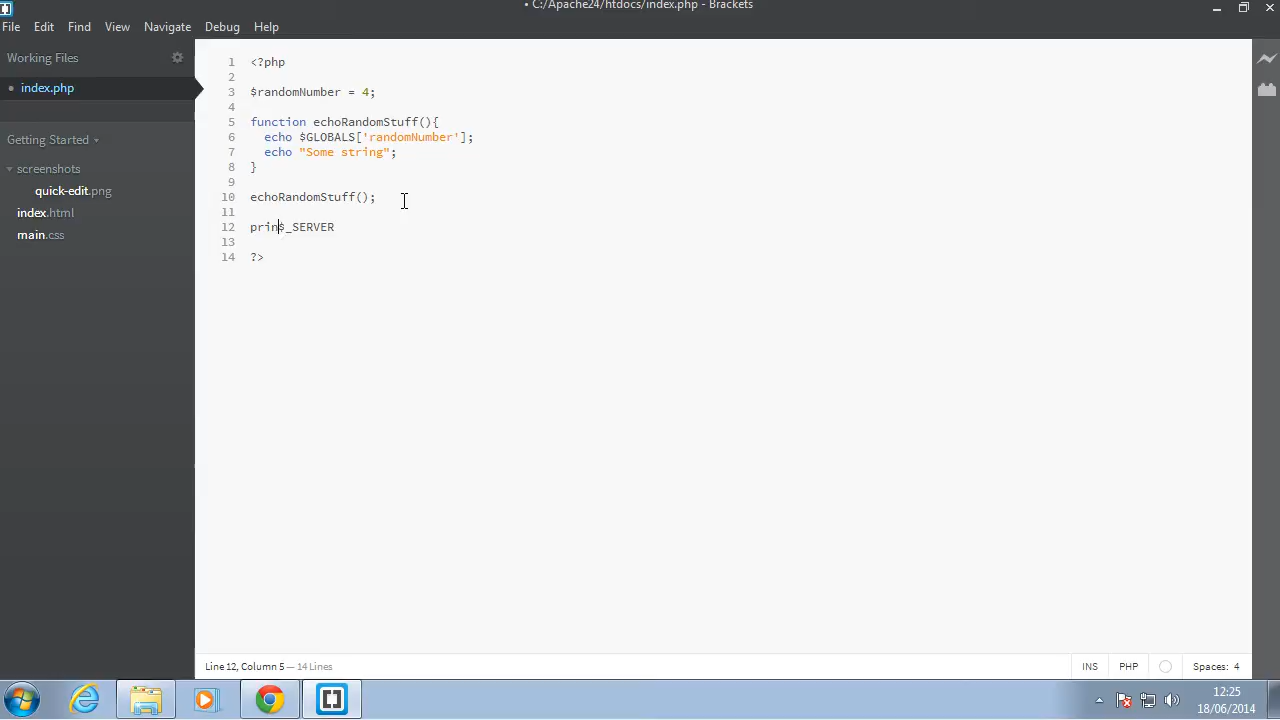 • C:/Apache24/htdocs/index.php - Brackets
File Edit Find View Navigate Debug Help
Working Files
• index.php
Getting Started
screenshots
quick-edit.png
index.html
main.css
1 <?php
2
3 $randomNumber = 4;
4
5 function echoRandomStuff(){
6 echo $GLOBALS['randomNumber'];
7 echo "Some string";
8 }
9
10 echoRandomStuff();
11
12 prin$_SERVER
13
14 ?>
Line 12, Column 5 — 14 Lines
INS PHP Spaces: 4
12:25
18/06/2014